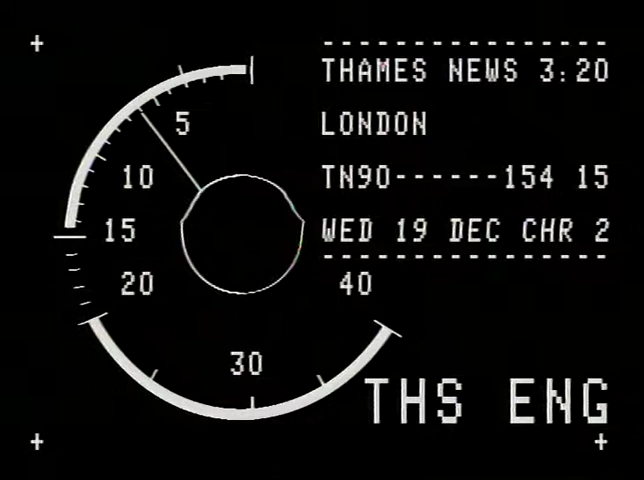 THAMES NEWS 3:20
LONDON
TN90------154 15
WED 19 DEC CHR 2
5
10
15
20
30
40
THS ENG